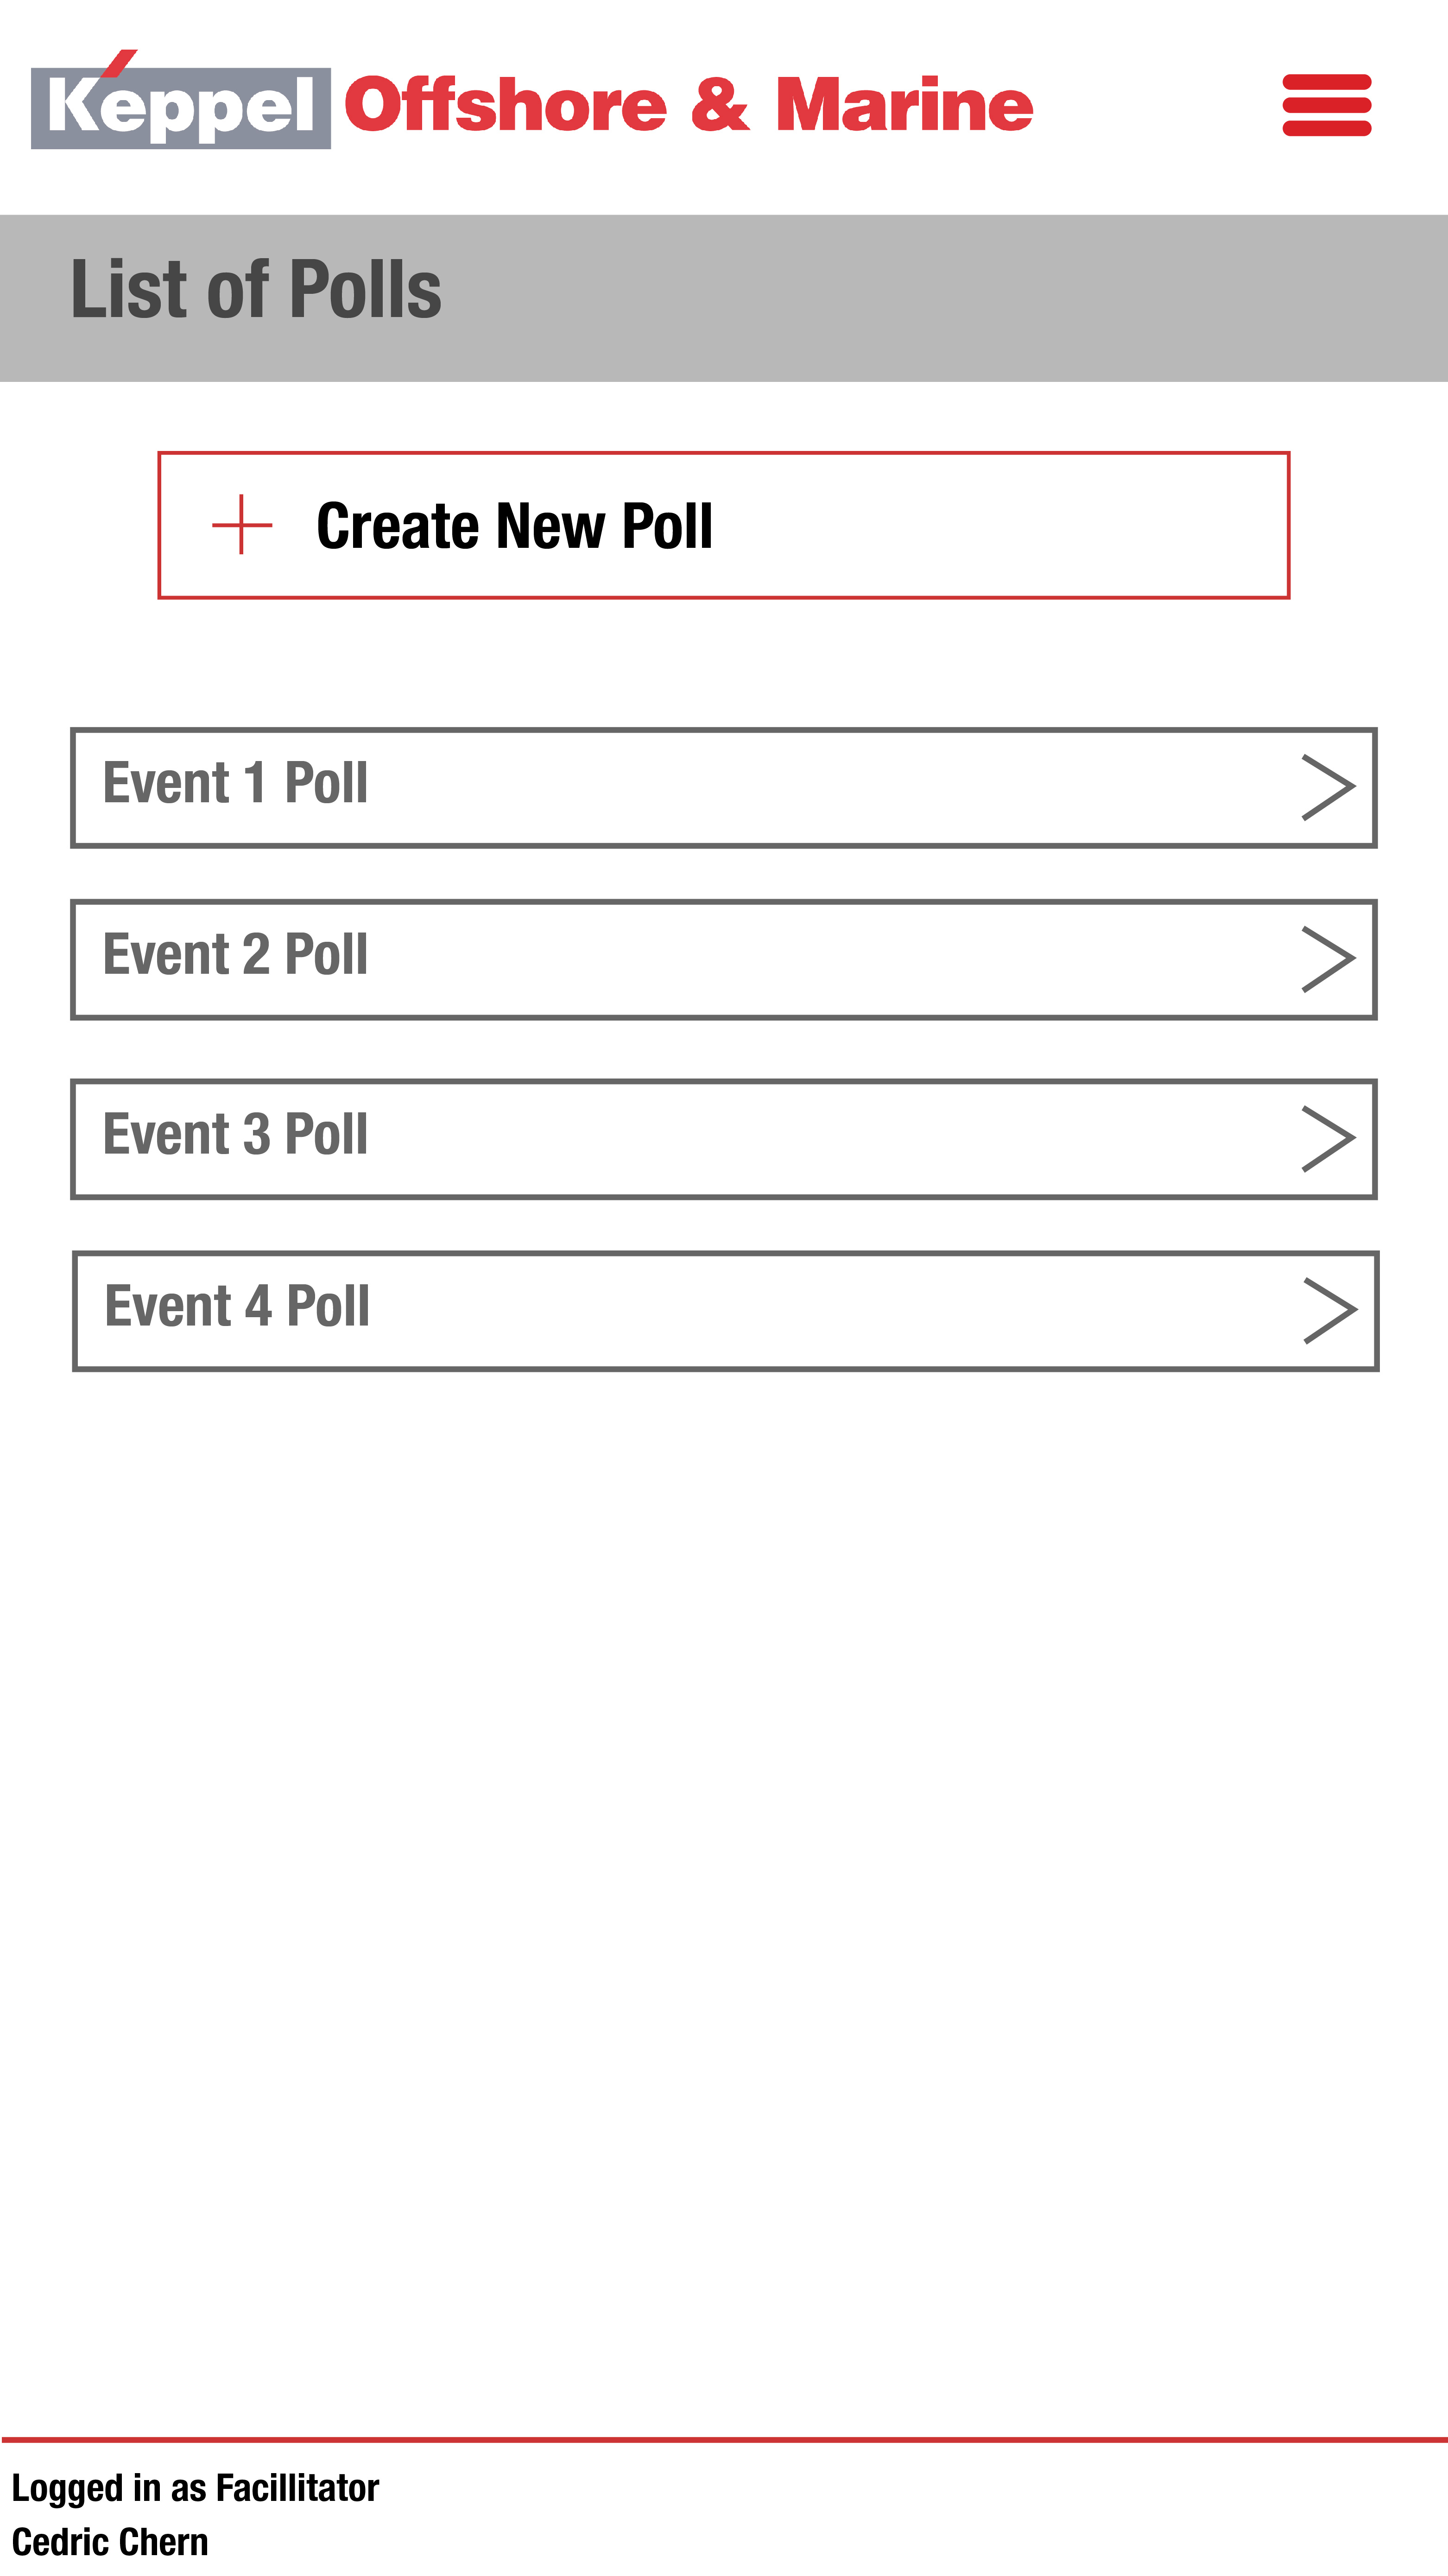 Keppel Offshore & Marine
List of Polls
Create New Poll
Event 1 Poll
Event 2 Poll
Event 3 Poll
Event 4 Poll
Logged in as Facillitator
Cedric Chern